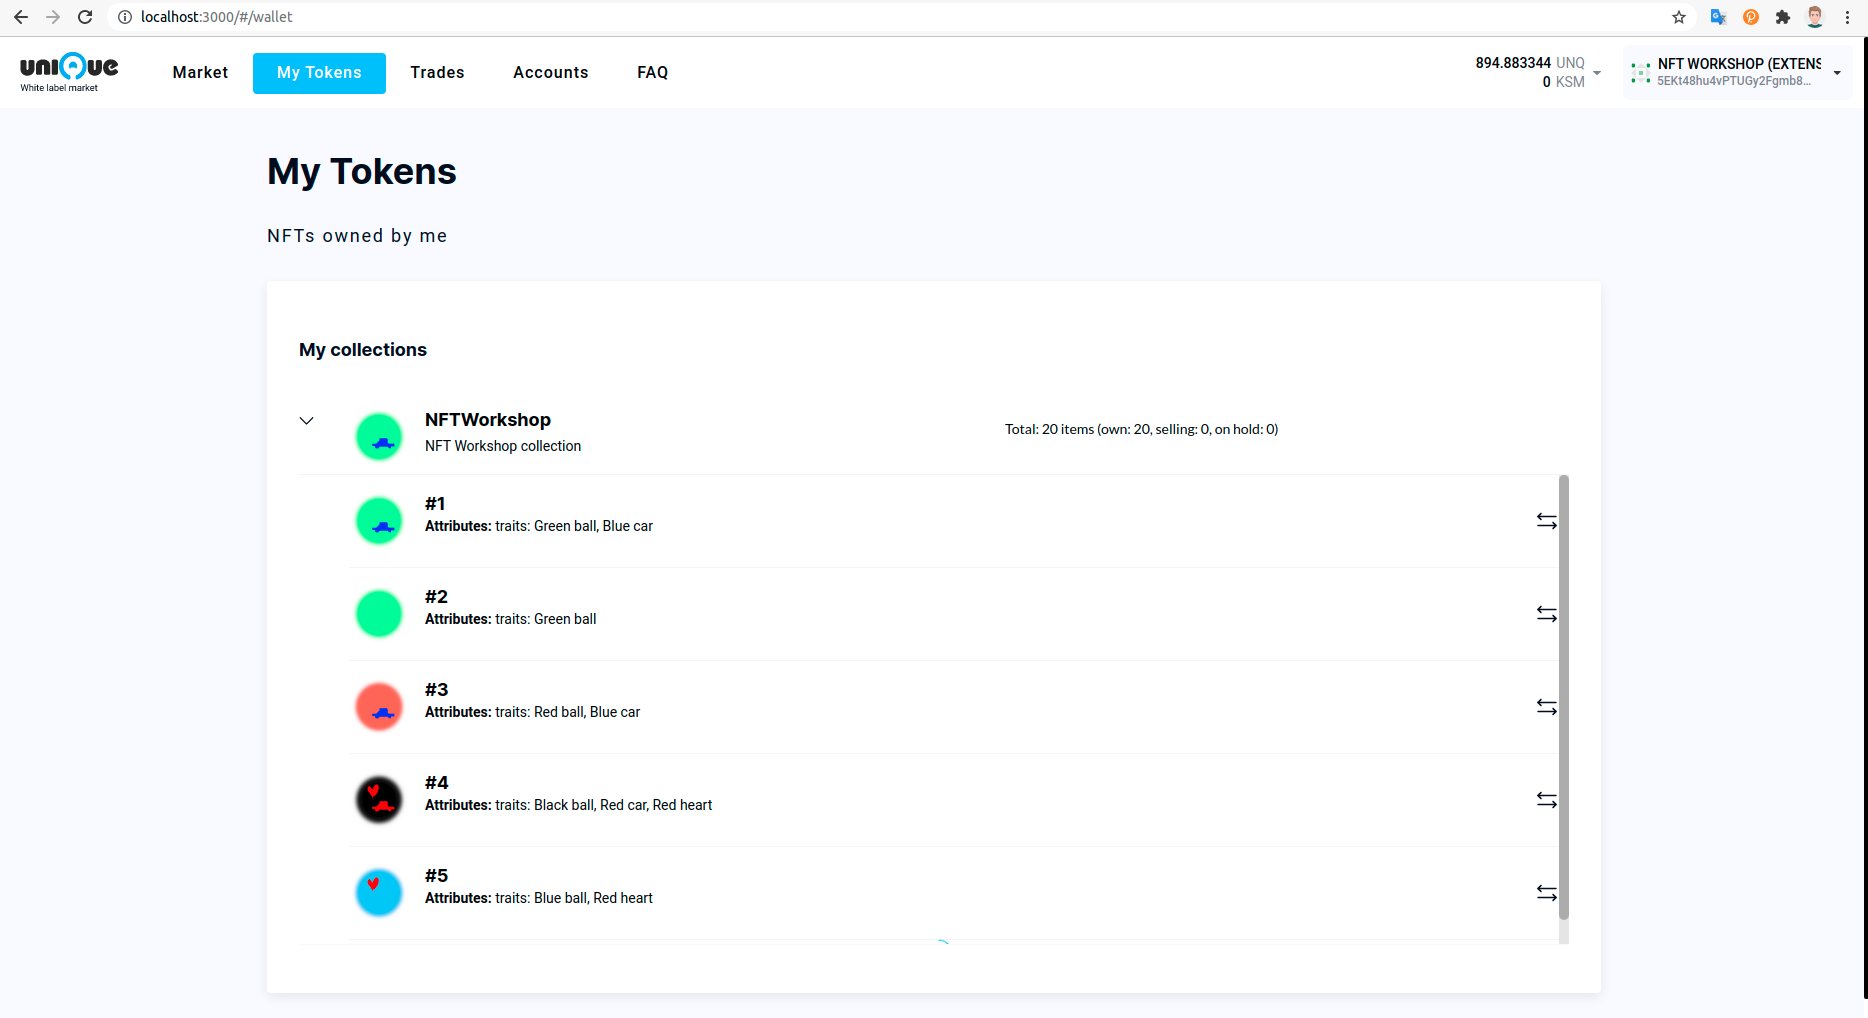 localhost:3000/#/wallet
unique
White label market
Market
My Tokens
Trades
Accounts
FAQ
894.883344 UNQ
0 KSM
NFT WORKSHOP (EXTENS
5EKt48hu4vPTUGy2Fgmb8...
My Tokens
NFTs owned by me
My collections
NFTWorkshop
NFT Workshop collection
Total: 20 items (own: 20, selling: 0, on hold: 0)
#1
Attributes: traits: Green ball, Blue car
#2
Attributes: traits: Green ball
#3
Attributes: traits: Red ball, Blue car
#4
Attributes: traits: Black ball, Red car, Red heart
#5
Attributes: traits: Blue ball, Red heart